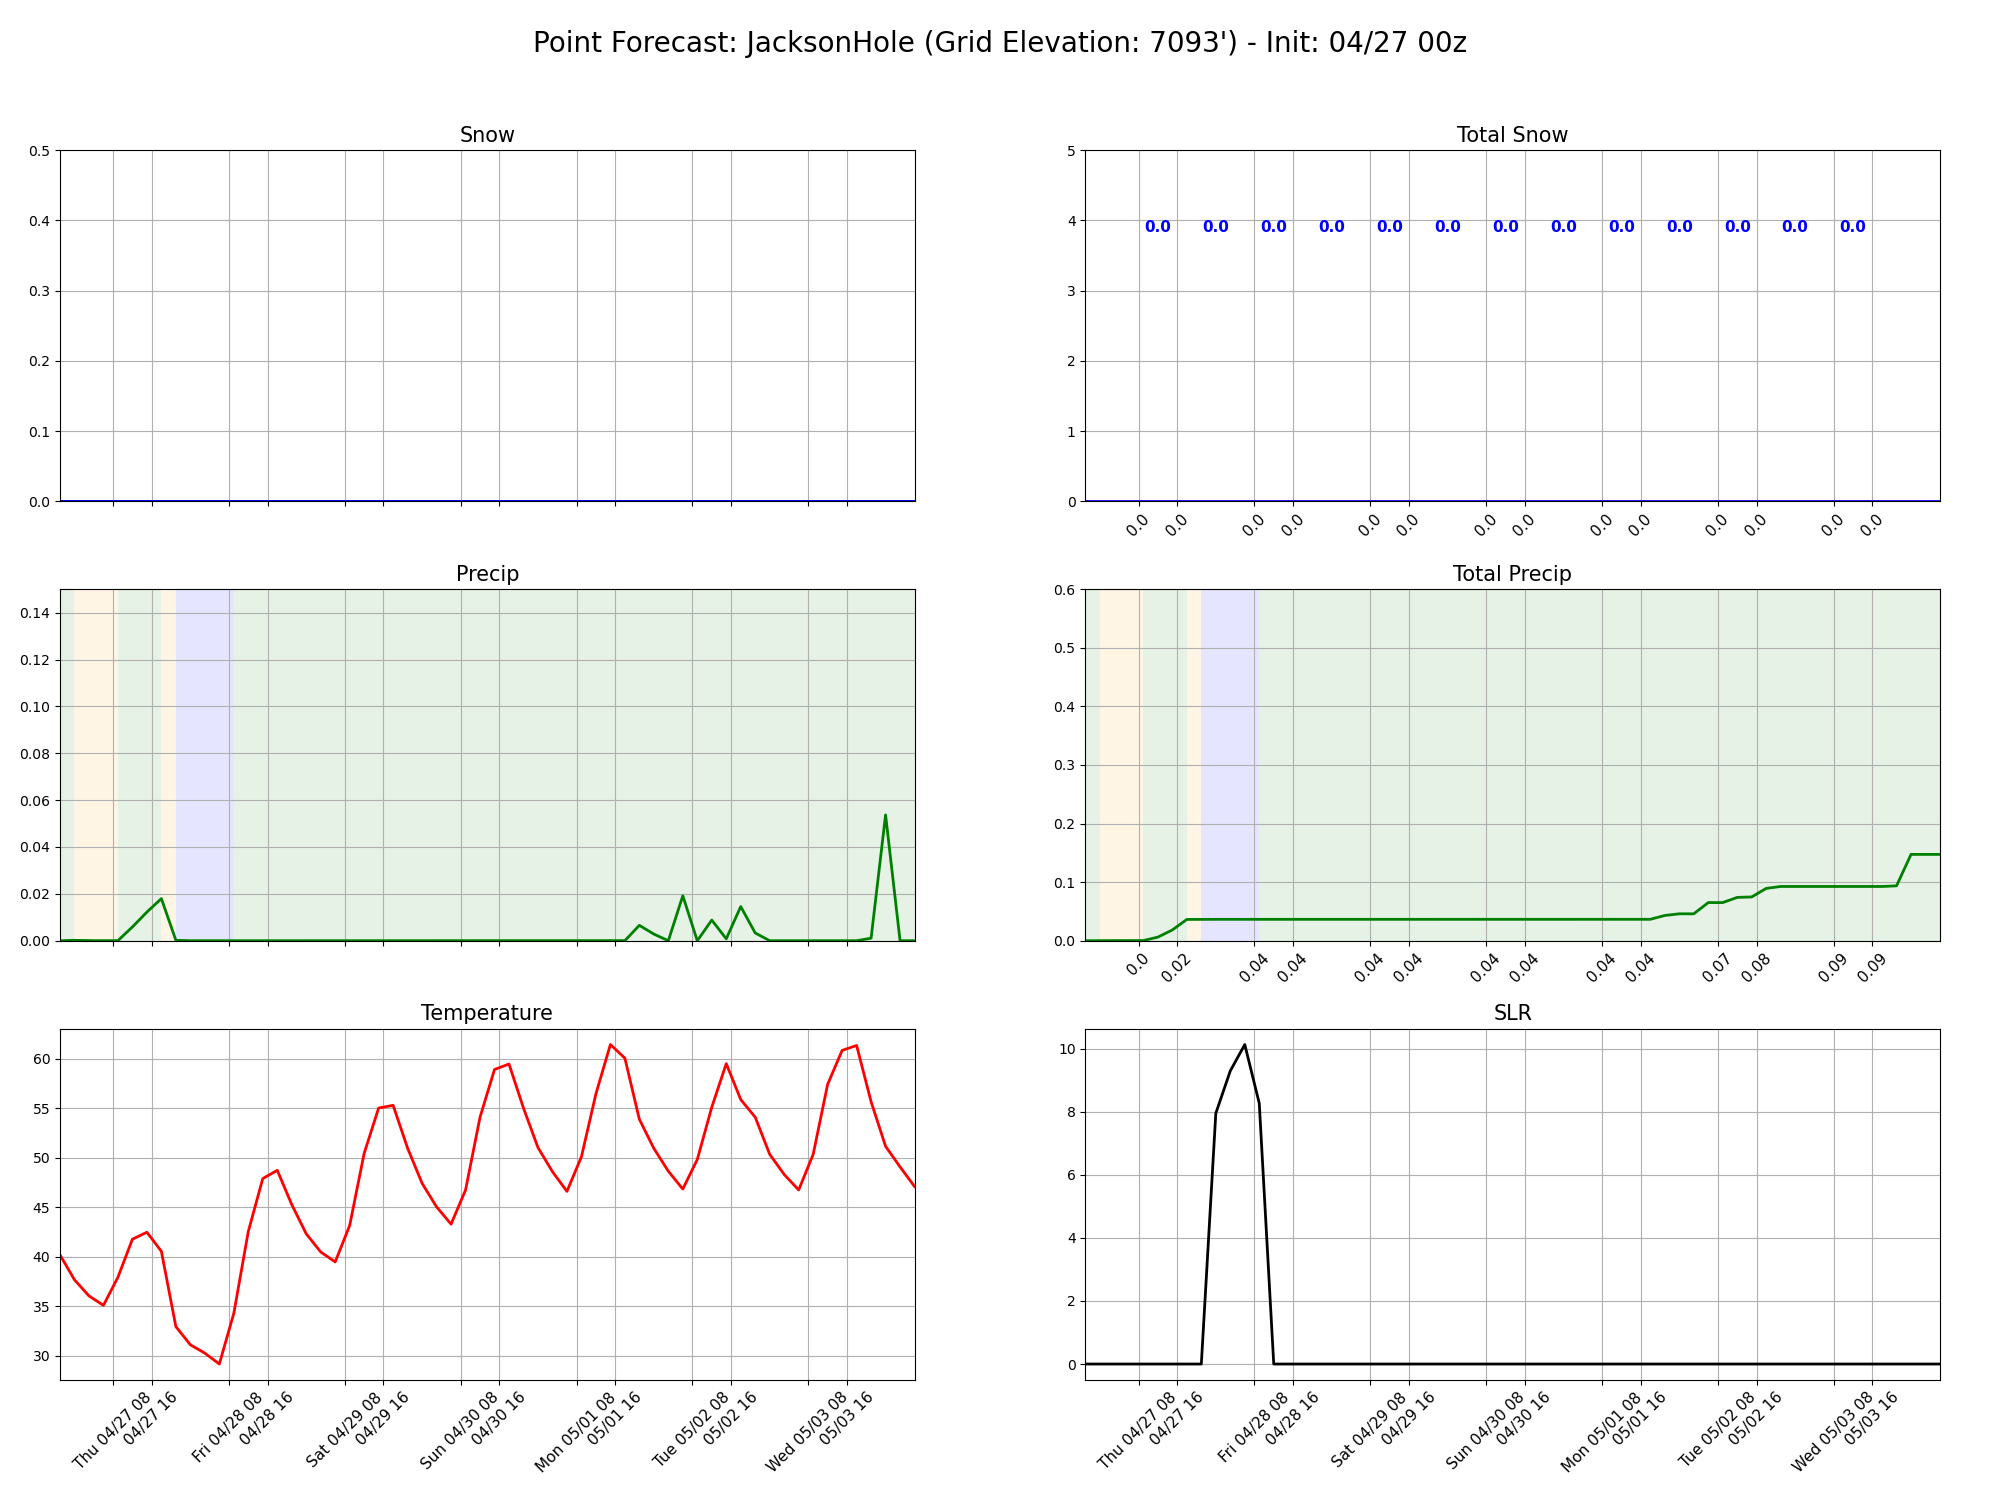 Point Forecast: JacksonHole (Grid Elevation: 7093') - Init: 04/27 00z
Snow
0.5
0.4
0.3
0.2
0.1
0.0
Total Snow
5
4
3
2
1
0
0.0 0.0 0.0 0.0 0.0 0.0 0.0 0.0 0.0 0.0 0.0 0.0 0.0
0.0 0.0 0.0 0.0 0.0 0.0 0.0 0.0 0.0 0.0 0.0 0.0 0.0 0.0
Precip
0.14
0.12
0.10
0.08
0.06
0.04
0.02
0.00
Total Precip
0.6
0.5
0.4
0.3
0.2
0.1
0.0
0.0 0.02 0.04 0.04 0.04 0.04 0.04 0.04 0.04 0.04 0.07 0.08 0.09 0.09
Temperature
60
55
50
45
40
35
30
Thu 04/27 08
04/27 16
Fri 04/28 08
04/28 16
Sat 04/29 08
04/29 16
Sun 04/30 08
04/30 16
Mon 05/01 08
05/01 16
Tue 05/02 08
05/02 16
Wed 05/03 08
05/03 16
SLR
10
8
6
4
2
0
Thu 04/27 08
04/27 16
Fri 04/28 08
04/28 16
Sat 04/29 08
04/29 16
Sun 04/30 08
04/30 16
Mon 05/01 08
05/01 16
Tue 05/02 08
05/02 16
Wed 05/03 08
05/03 16